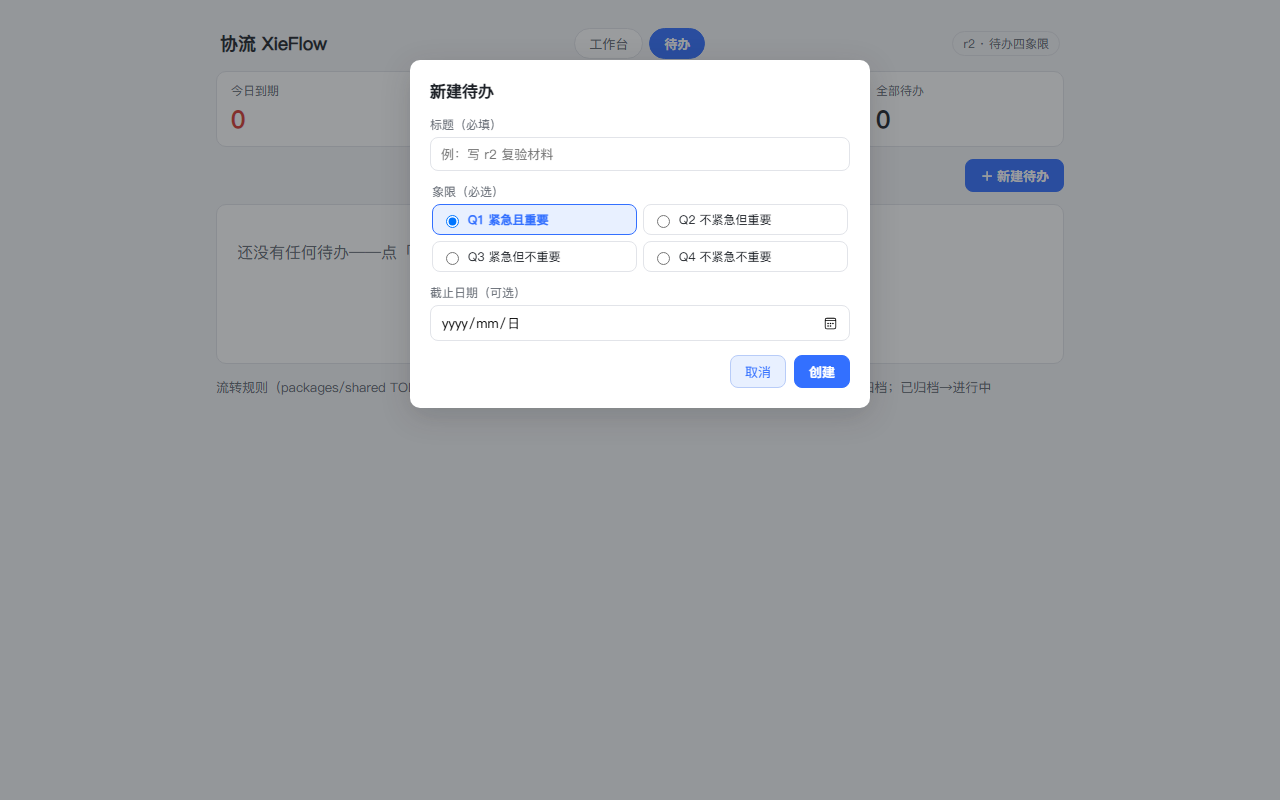 协流 XieFlow
工作台
待办
r2 · 待办四象限
今日到期
0
全部待办
0
+ 新建待办
还没有任何待办——点「
流转规则（packages/shared TO
档；已归档→进行中
新建待办
标题（必填）
例：写 r2 复验材料
象限（必选）
Q1 紧急且重要
Q2 不紧急但重要
Q3 紧急但不重要
Q4 不紧急不重要
截止日期（可选）
yyyy/mm/日
取消
创建